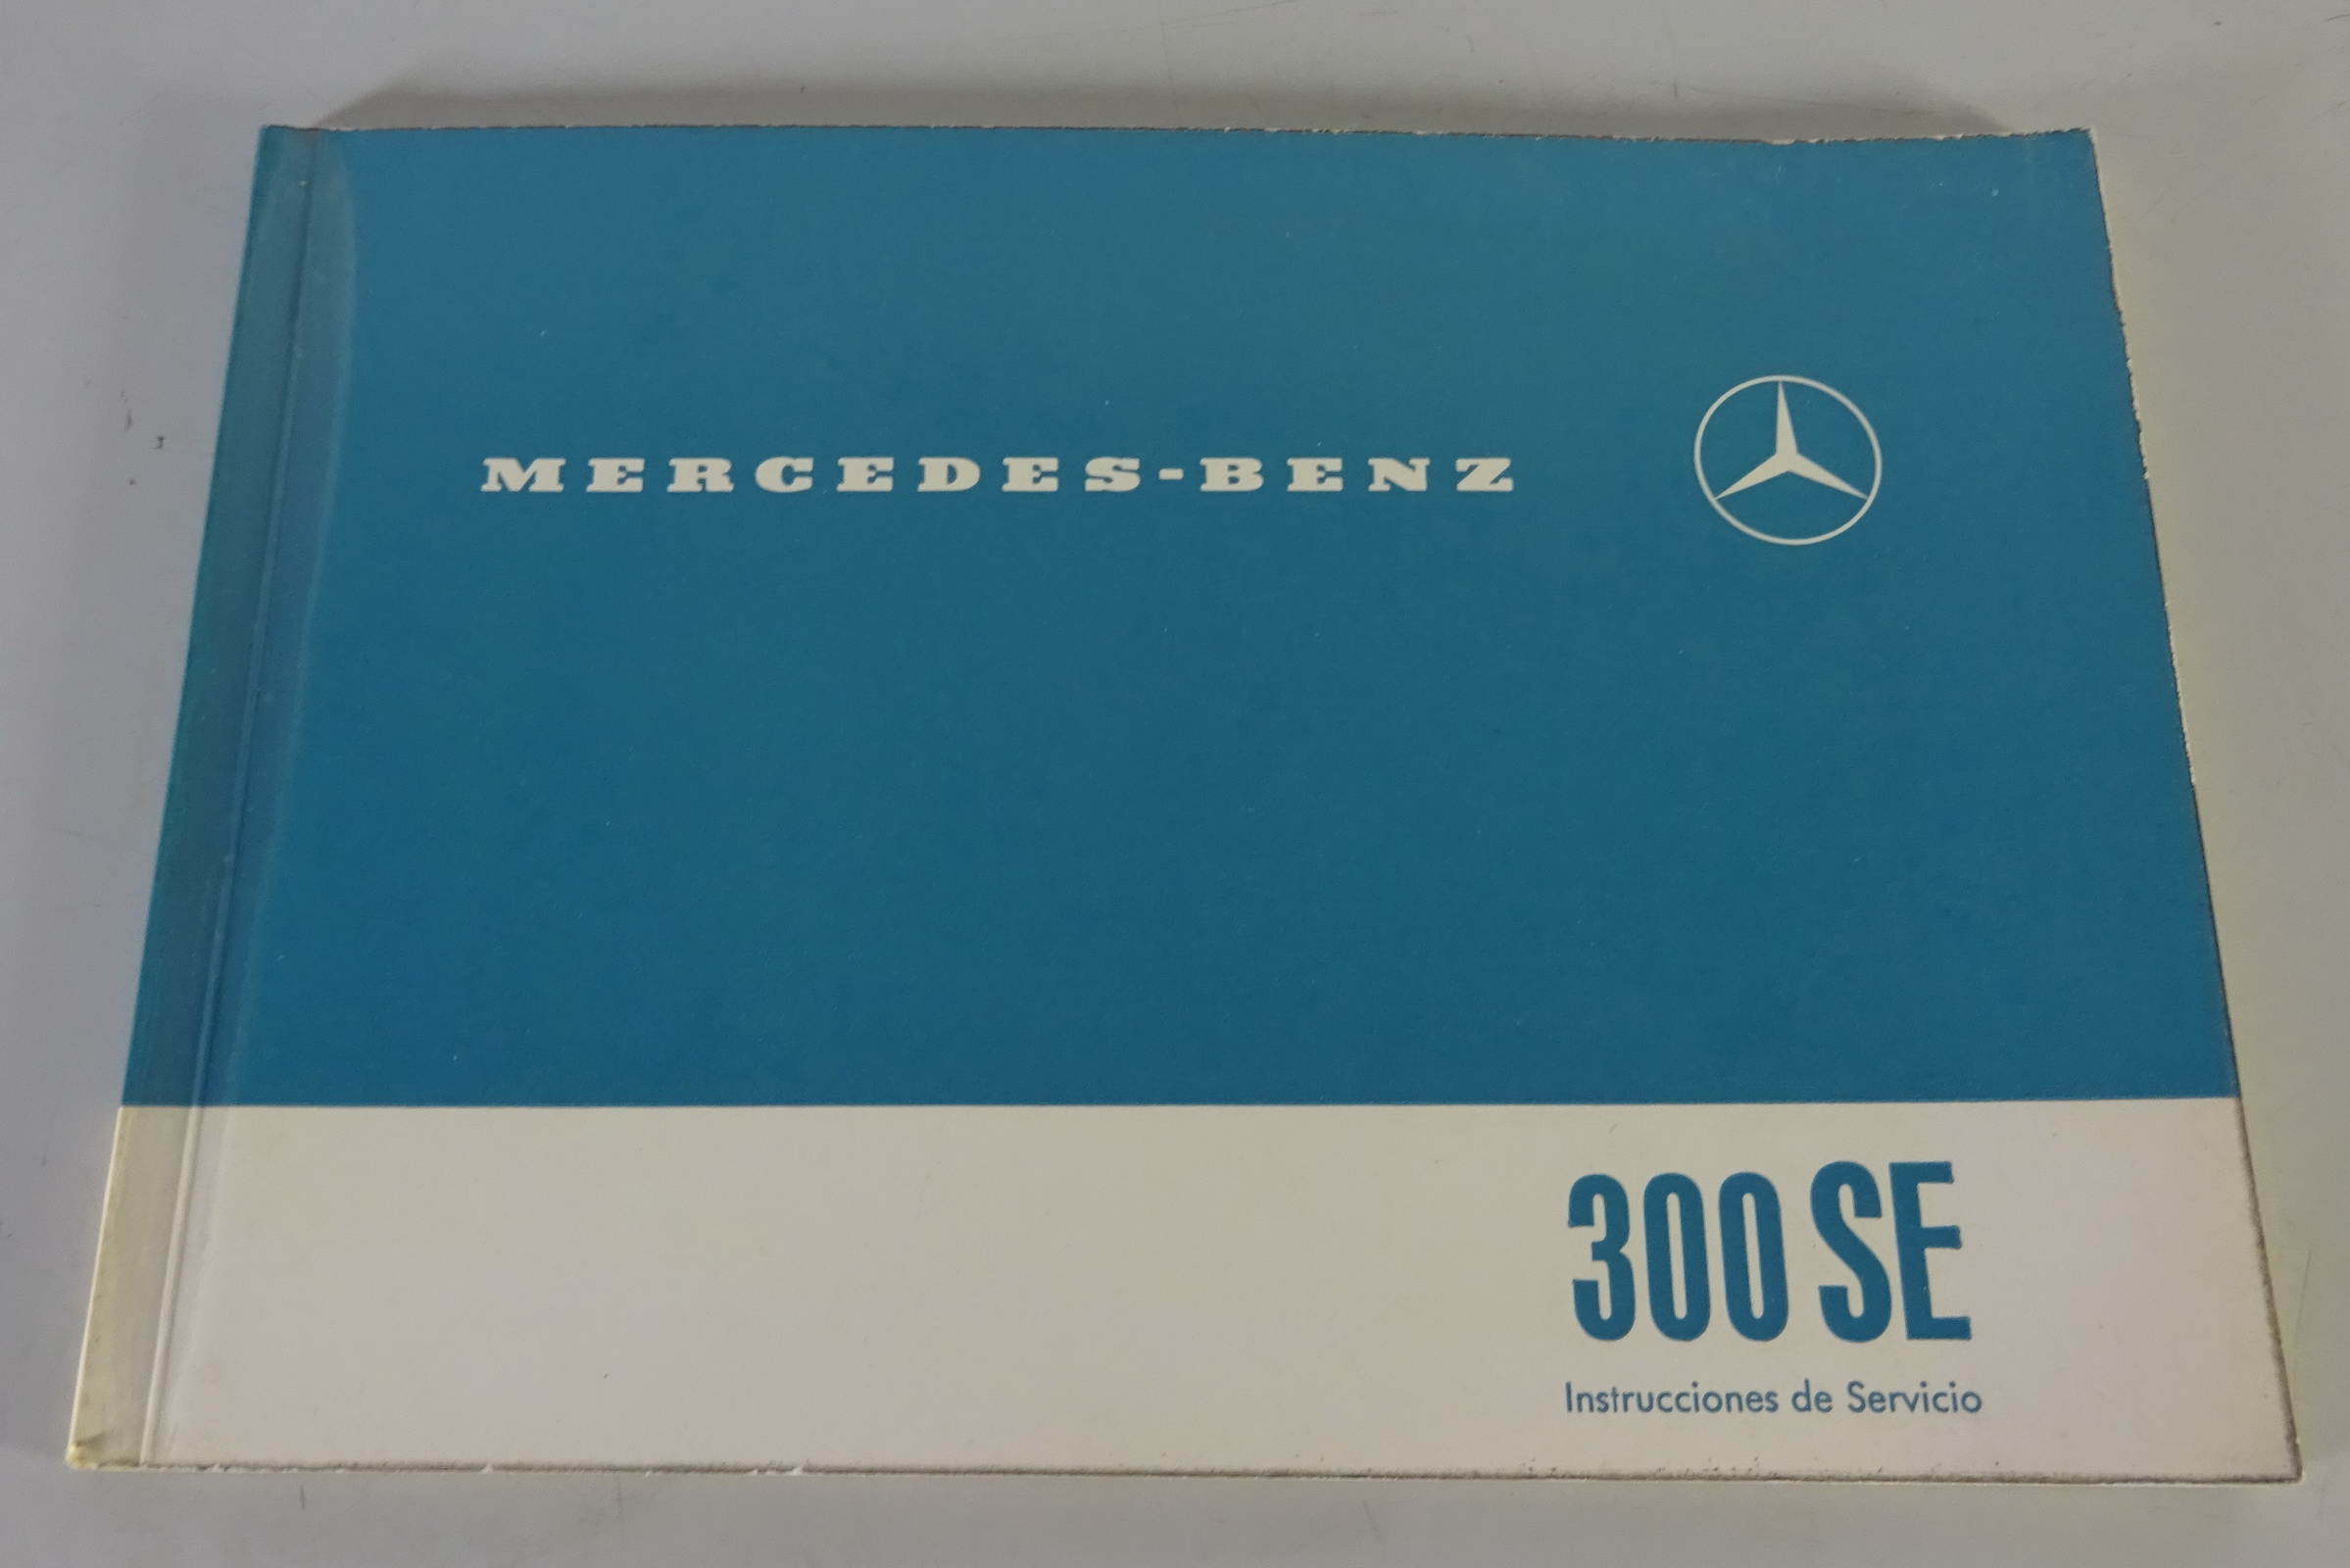 MERCEDES-BENZ
300 SE
Instrucciones de Servicio